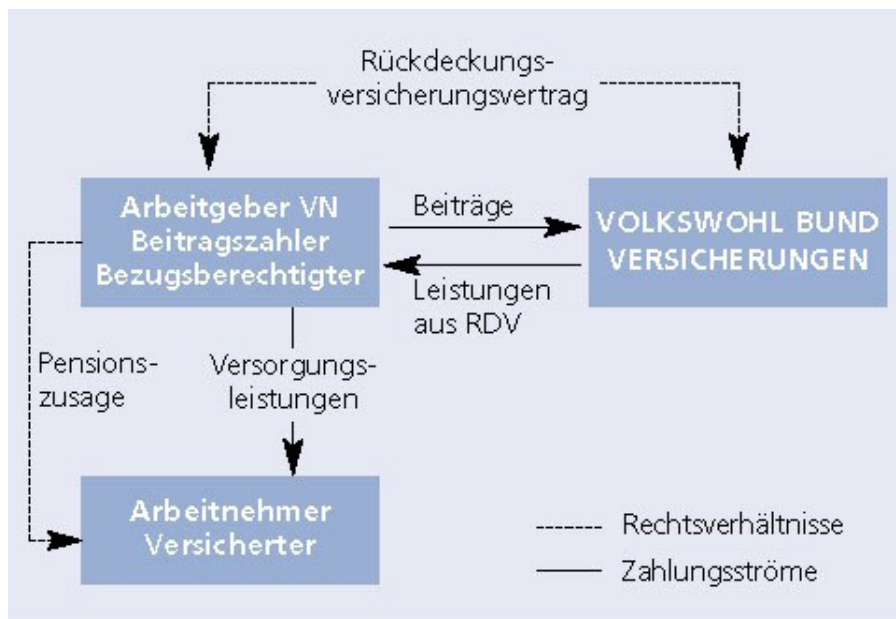 Rückdeckungs-
versicherungsvertrag
Arbeitgeber VN
Beitragszahler
Bezugsberechtigter
Beiträge
Leistungen
aus RDV
VOLKSWOHL BUND
VERSICHERUNGEN
Pensions-
zusage
Versorgungs-
leistungen
Arbeitnehmer
Versicherter
Rechtsverhältnisse
Zahlungsströme